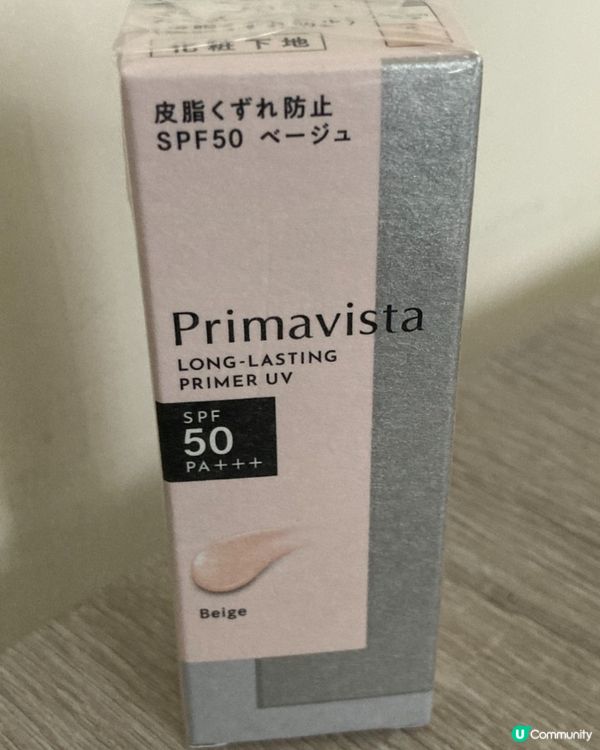 化粧下地
皮脂くずれ防止
SPF50 ベージュ
Primavista
LONG-LASTING
PRIMER UV
SPF
50
PA+++
Beige
U Community